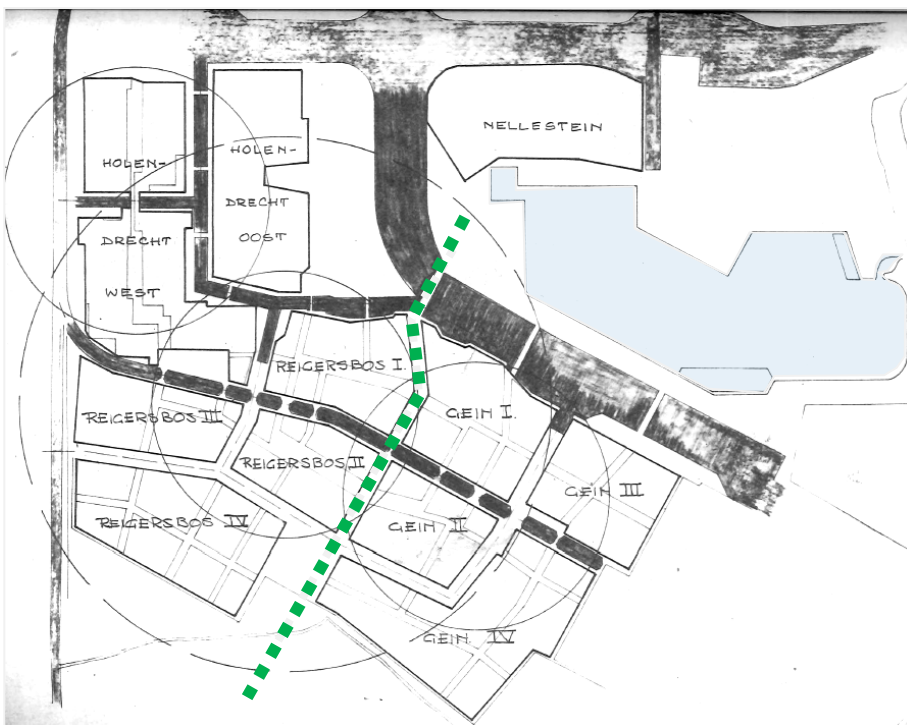 NELLESTEIN
HOLEN-
DRECHT
WEST
HOLEN-
DRECHT
OOST
REIGERSBOS I.
GEIN I.
REIGERSBOS III
REIGERSBOS II
GEIN III
REIGERSBOS IV
GEIN II
GEIN. IV